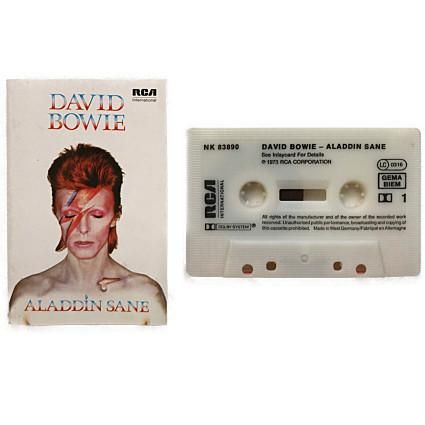 RCA
International
DAVID
BOWIE
ALADDIN SANE
NK 83890
DAVID BOWIE – ALADDIN SANE
See Inlaycard For Details
℗ 1973 RCA CORPORATION
LC 0316
GEMA
BIEM
1
RCA
INTERNATIONAL
All rights of the manufacturer and of the owner of the recorded work
reserved. Unauthorised public performance, broadcasting and copying of
this cassette prohibited. Made in West Germany/Fabriqué en Allemagne
DOLBY SYSTEM®